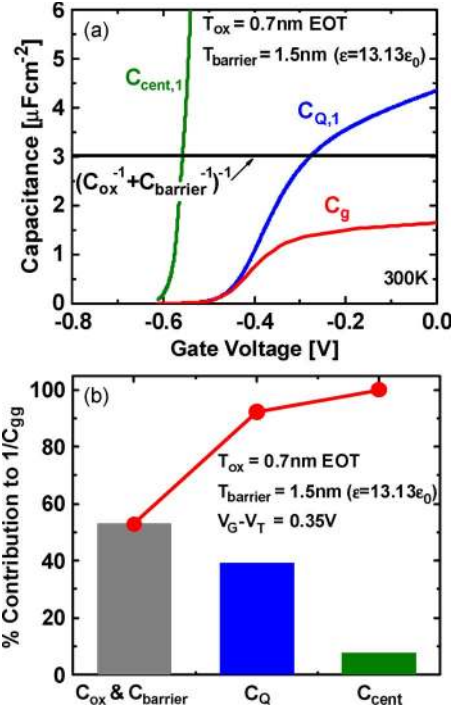 (a)
T_ox = 0.7nm EOT
T_barrier = 1.5nm (ε=13.13ε_0)
C_cent,1
C_Q,1
(C_ox^-1+C_barrier^-1)^-1
C_g
300K
Capacitance [μFcm^-2]
6
5
4
3
2
1
0
-0.8 -0.6 -0.4 -0.2 0.0
Gate Voltage [V]
(b)
T_ox = 0.7nm EOT
T_barrier = 1.5nm (ε=13.13ε_0)
V_G-V_T = 0.35V
% Contribution to 1/C_gg
100
80
60
40
20
0
C_ox & C_barrier C_Q C_cent